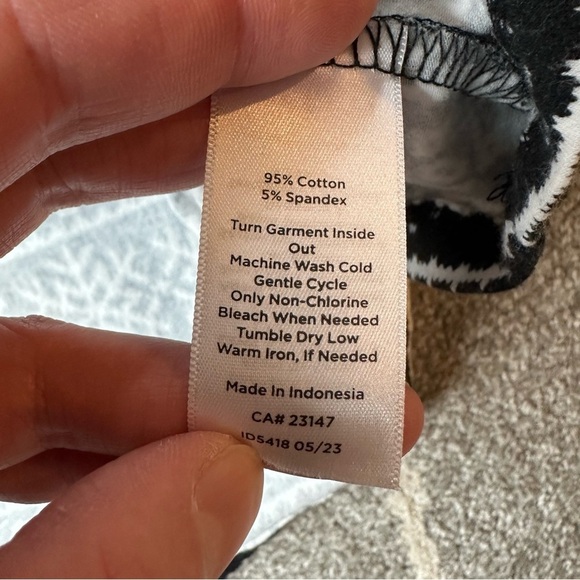 95% Cotton
5% Spandex
Turn Garment Inside
Out
Machine Wash Cold
Gentle Cycle
Only Non-Chlorine
Bleach When Needed
Tumble Dry Low
Warm Iron, If Needed
Made In Indonesia
CA# 23147
ID5418 05/23